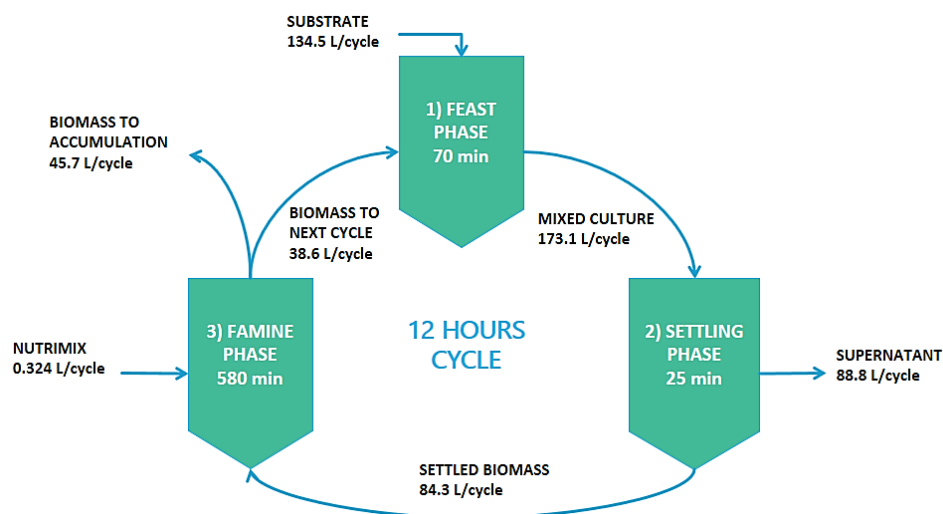 SUBSTRATE
134.5 L/cycle
1) FEAST
PHASE
70 min
BIOMASS TO
ACCUMULATION
45.7 L/cycle
BIOMASS TO
NEXT CYCLE
38.6 L/cycle
MIXED CULTURE
173.1 L/cycle
3) FAMINE
PHASE
580 min
12 HOURS
CYCLE
2) SETTLING
PHASE
25 min
NUTRIMIX
0.324 L/cycle
SUPERNATANT
88.8 L/cycle
SETTLED BIOMASS
84.3 L/cycle